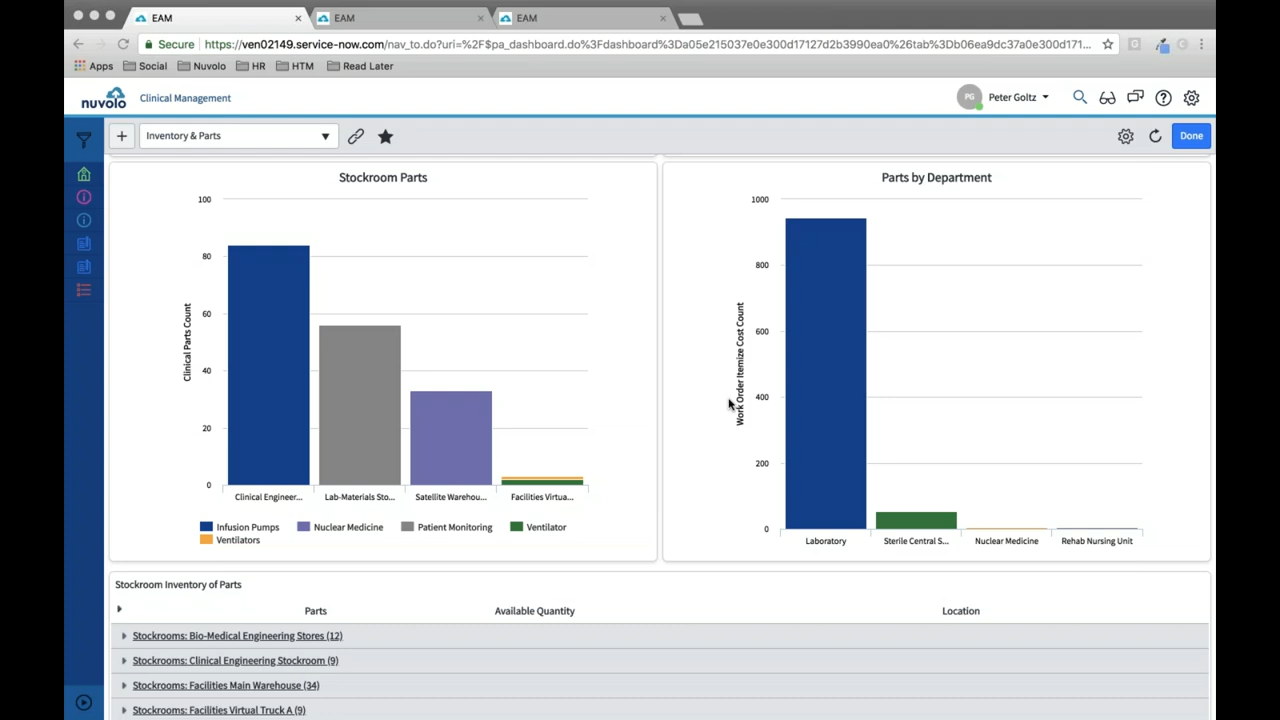 EAM
EAM
EAM
Secure https://ven02149.service-now.com/nav_to.do?uri=%2F$pa_dashboard.do%3Fdashboard%3Da05e215037e0e300d17127d2b3990ea0%26tab%3Db06ea9dc37a0e300d171...
Apps Social Nuvolo HR HTM Read Later
nuvolo Clinical Management PG Peter Goltz
Inventory & Parts Done
Stockroom Parts
100
80
60
40
20
0
Clinical Parts Count
Clinical Engineer... Lab-Materials Sto... Satellite Warehou... Facilities Virtua...
Infusion Pumps Nuclear Medicine Patient Monitoring Ventilator
Ventilators
Parts by Department
1000
800
600
400
200
0
Work Order Itemize Cost Count
Laboratory Sterile Central S... Nuclear Medicine Rehab Nursing Unit
Stockroom Inventory of Parts
Parts Available Quantity Location
Stockrooms: Bio-Medical Engineering Stores (12)
Stockrooms: Clinical Engineering Stockroom (9)
Stockrooms: Facilities Main Warehouse (34)
Stockrooms: Facilities Virtual Truck A (9)